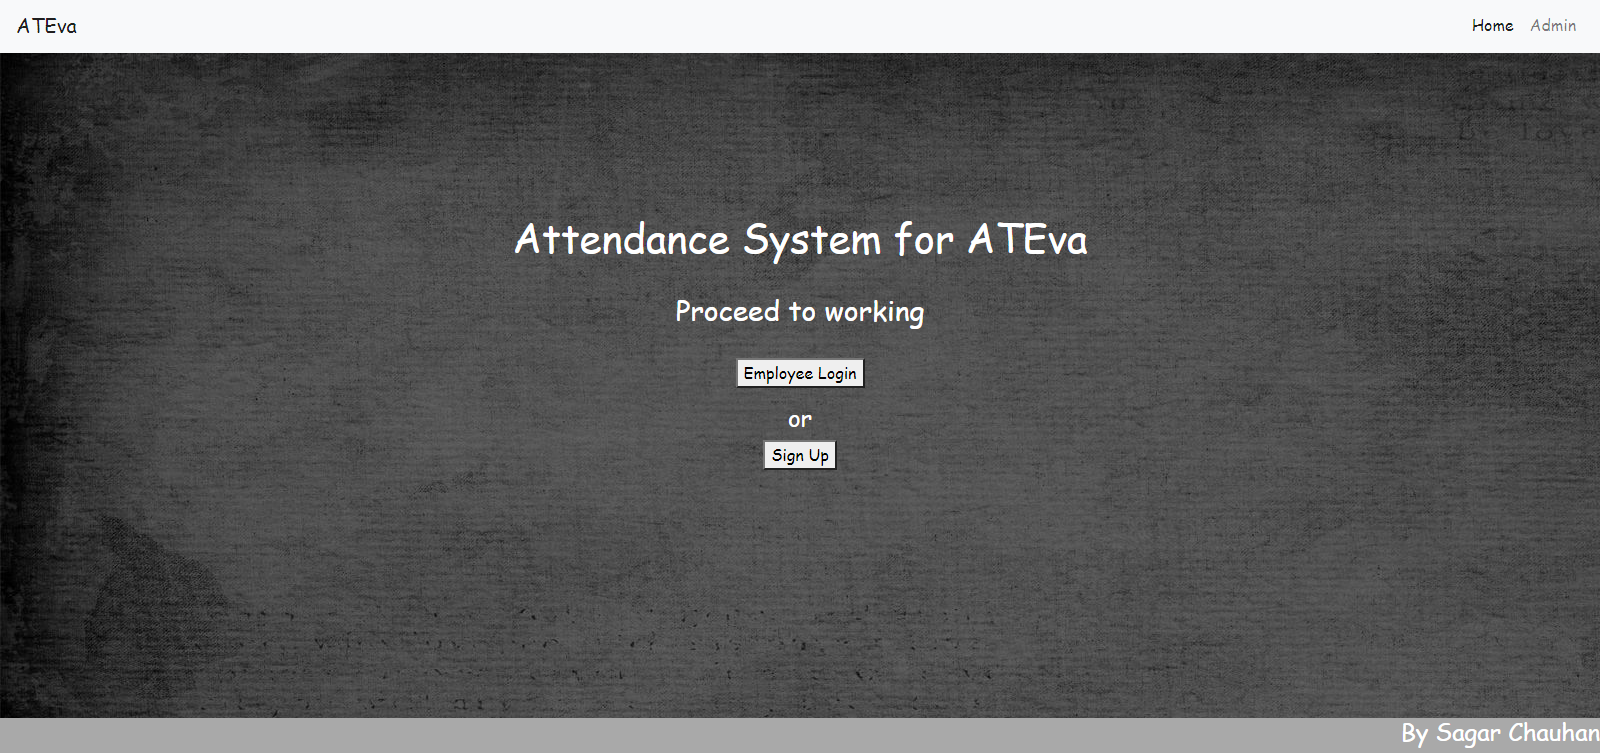 ATEva
Home Admin
Attendance System for ATEva
Proceed to working
Employee Login
or
Sign Up
By Sagar Chauhan